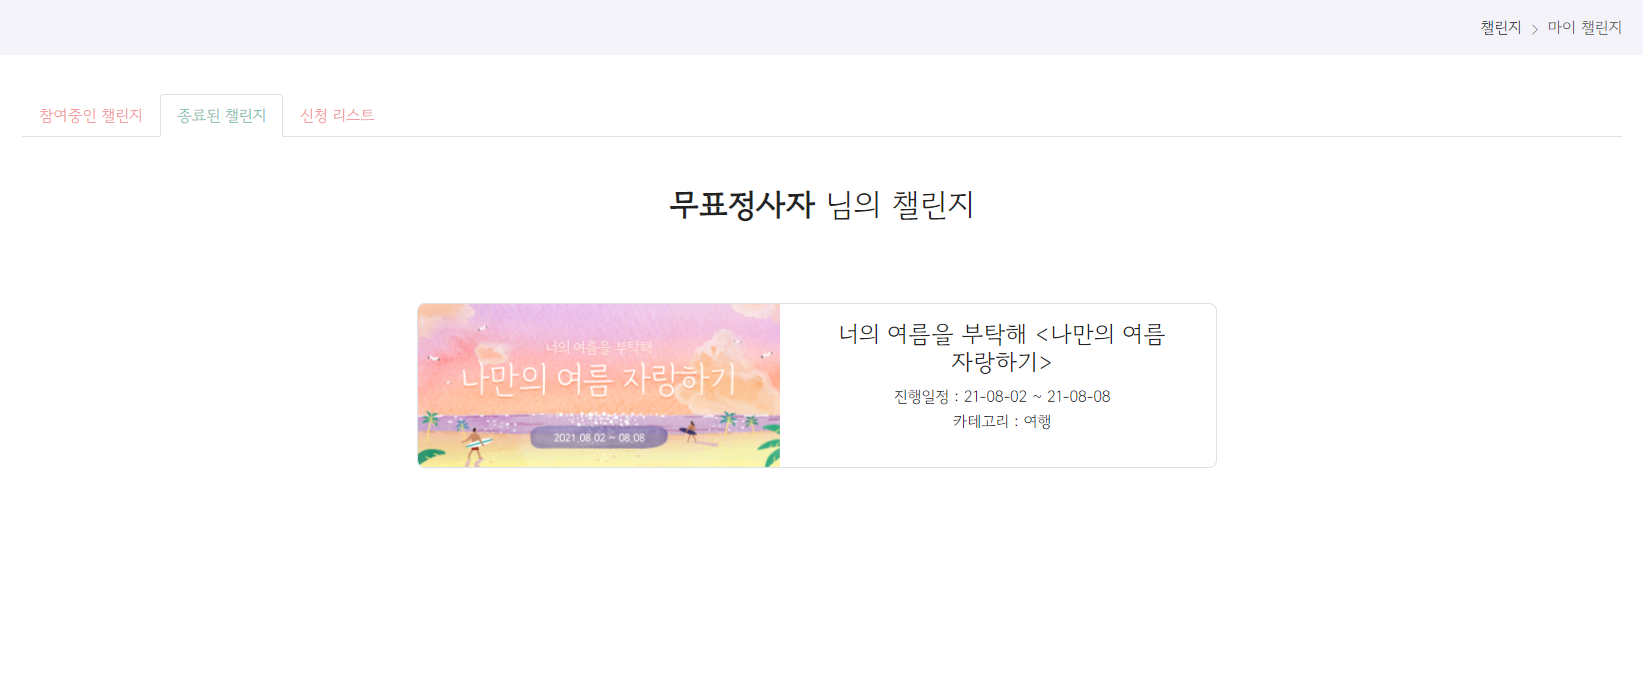 챌린지 > 마이 챌린지
참여중인 챌린지 종료된 챌린지 신청 리스트
무표정사자 님의 챌린지
너의 여름을 부탁해
나만의 여름 자랑하기
2021.08.02 ~ 08.08
너의 여름을 부탁해 <나만의 여름
자랑하기>
진행일정 : 21-08-02 ~ 21-08-08
카테고리 : 여행